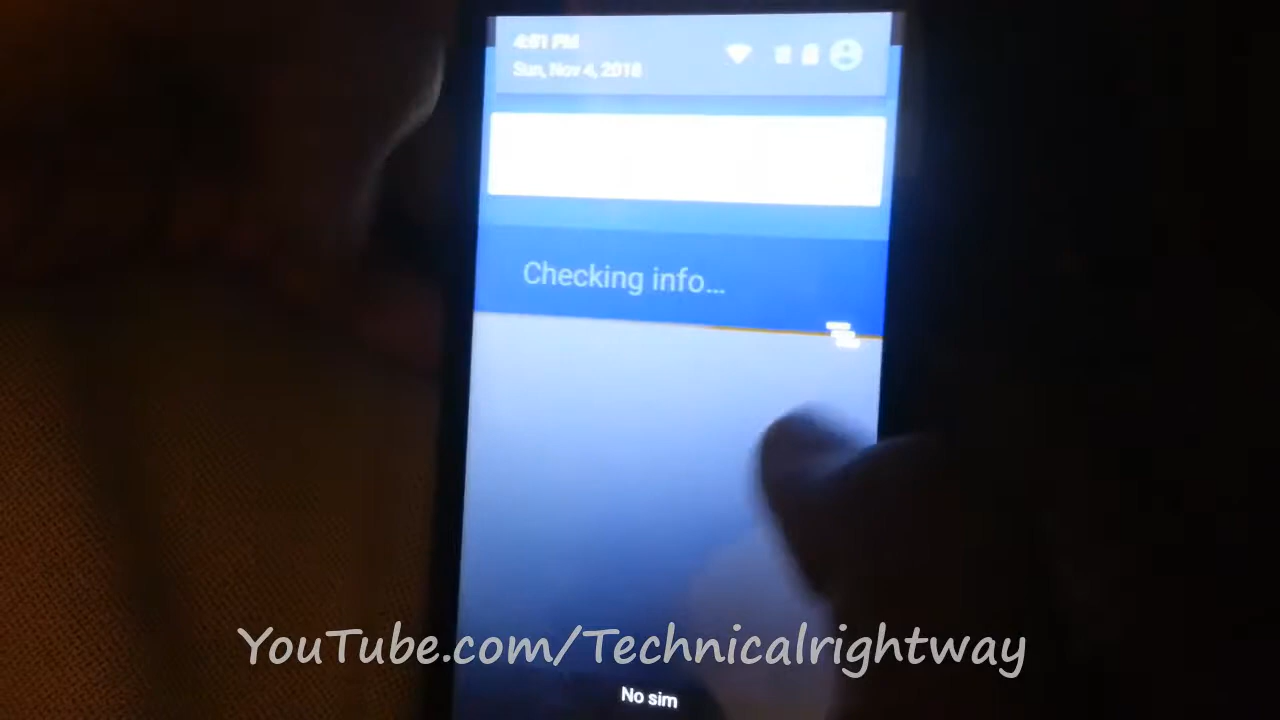 4:51 PM
Sun, Nov 4, 2018
Checking info...
YouTube.com/Technicalrightway
No sim